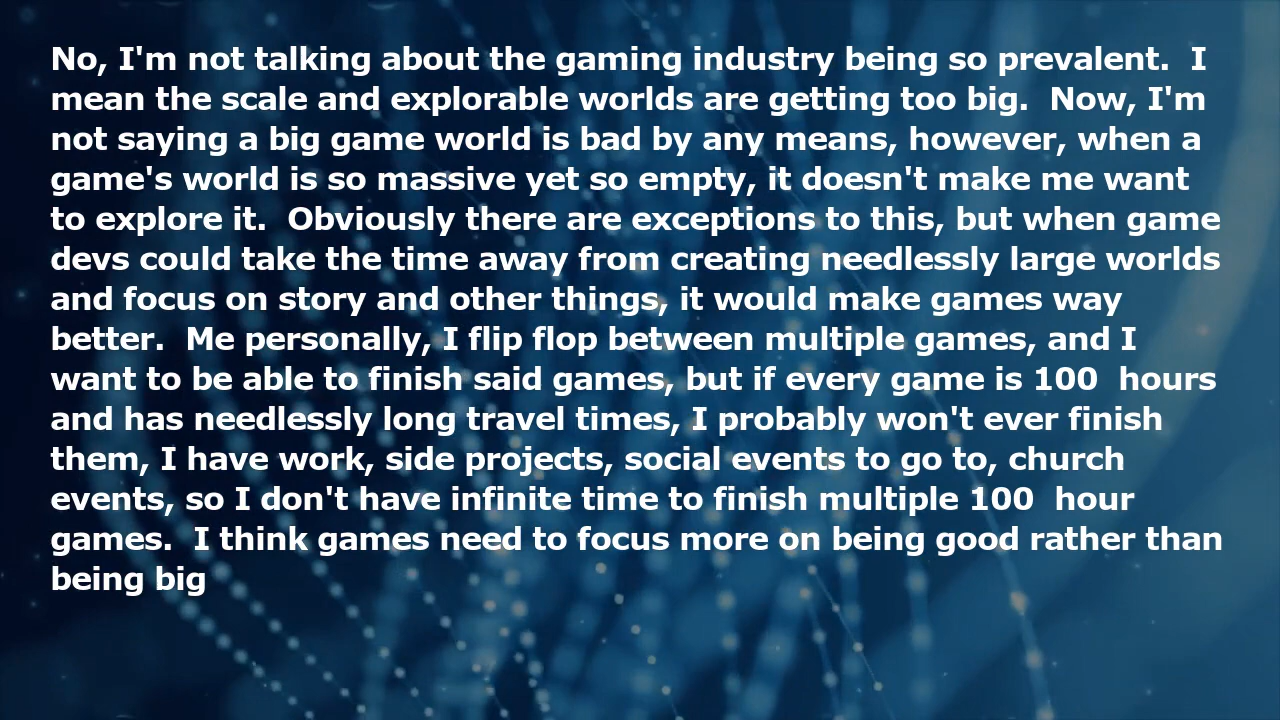 No, I'm not talking about the gaming industry being so prevalent.  I
mean the scale and explorable worlds are getting too big.  Now, I'm
not saying a big game world is bad by any means, however, when a
game's world is so massive yet so empty, it doesn't make me want
to explore it.  Obviously there are exceptions to this, but when game
devs could take the time away from creating needlessly large worlds
and focus on story and other things, it would make games way
better.  Me personally, I flip flop between multiple games, and I
want to be able to finish said games, but if every game is 100  hours
and has needlessly long travel times, I probably won't ever finish
them, I have work, side projects, social events to go to, church
events, so I don't have infinite time to finish multiple 100  hour
games.  I think games need to focus more on being good rather than
being big